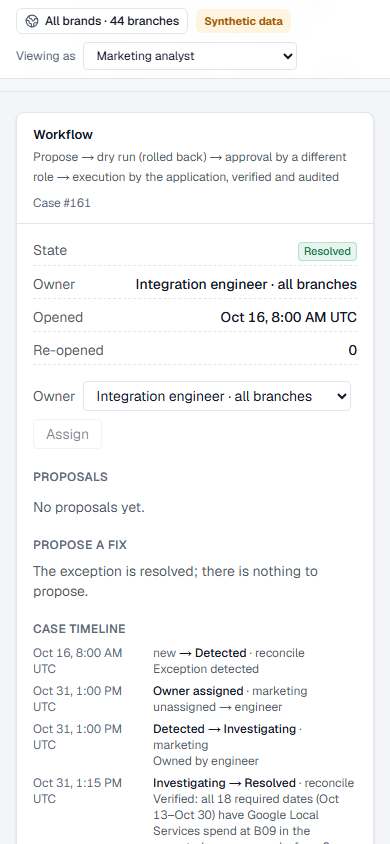 All brands · 44 branches
Synthetic data
Viewing as
Marketing analyst
Workflow
Propose → dry run (rolled back) → approval by a different
role → execution by the application, verified and audited
Case #161
State
Resolved
Owner
Integration engineer · all branches
Opened
Oct 16, 8:00 AM UTC
Re-opened
0
Owner
Integration engineer · all branches
Assign
PROPOSALS
No proposals yet.
PROPOSE A FIX
The exception is resolved; there is nothing to
propose.
CASE TIMELINE
Oct 16, 8:00 AM
UTC
new → Detected · reconcile
Exception detected
Oct 31, 1:00 PM
UTC
Owner assigned · marketing
unassigned → engineer
Oct 31, 1:00 PM
UTC
Detected → Investigating ·
marketing
Owned by engineer
Oct 31, 1:15 PM
UTC
Investigating → Resolved · reconcile
Verified: all 18 required dates (Oct
13–Oct 30) have Google Local
Services spend at B09 in the